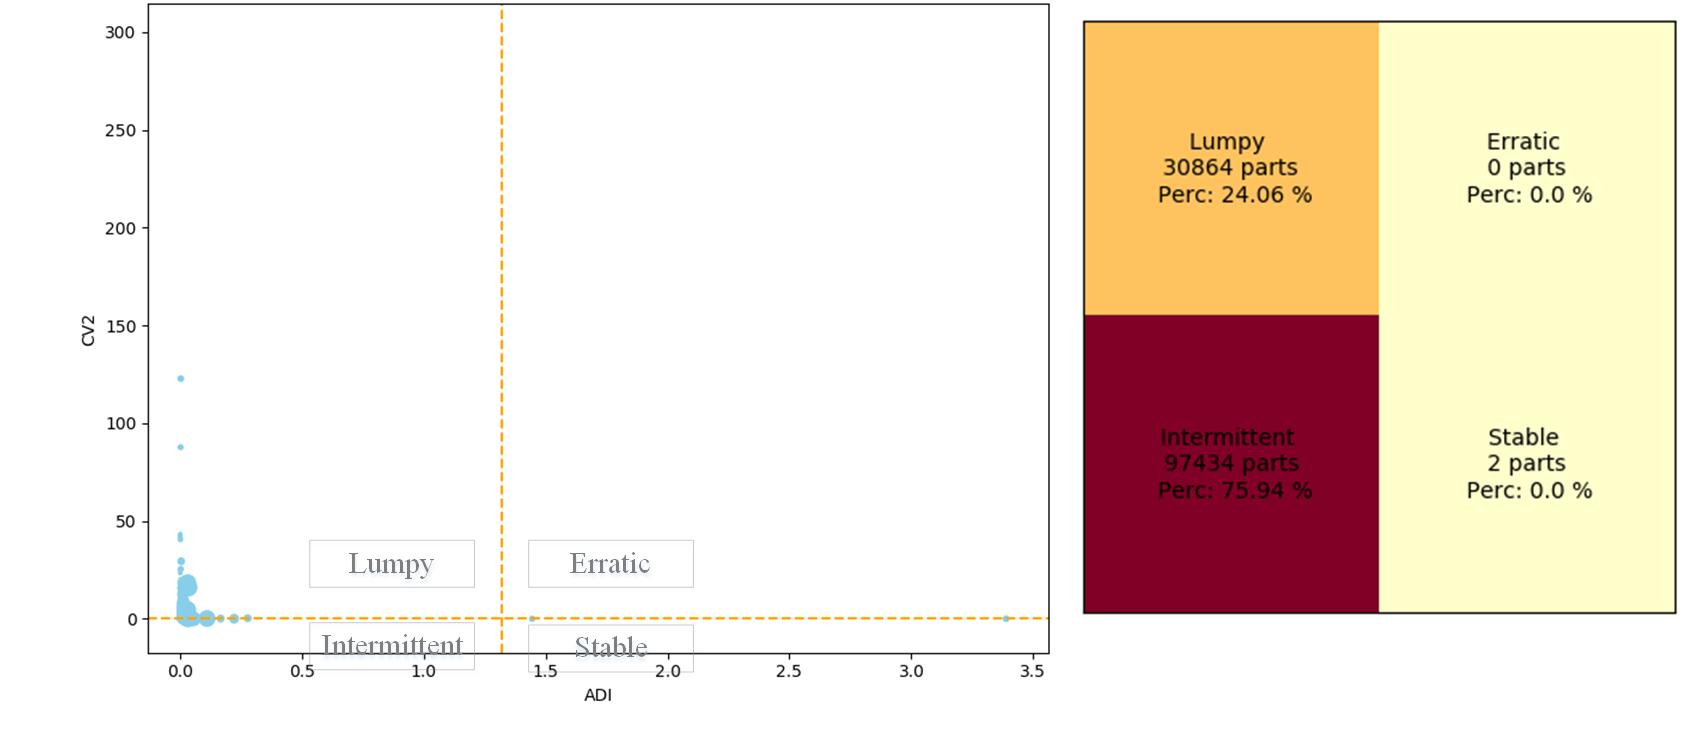 300
250
200
150
100
50
0
CV2
Lumpy
Erratic
Intermittent
Stable
0.0 0.5 1.0 1.5 2.0 2.5 3.0 3.5
ADI
Lumpy
30864 parts
Perc: 24.06 %
Erratic
0 parts
Perc: 0.0 %
Intermittent
97434 parts
Perc: 75.94 %
Stable
2 parts
Perc: 0.0 %